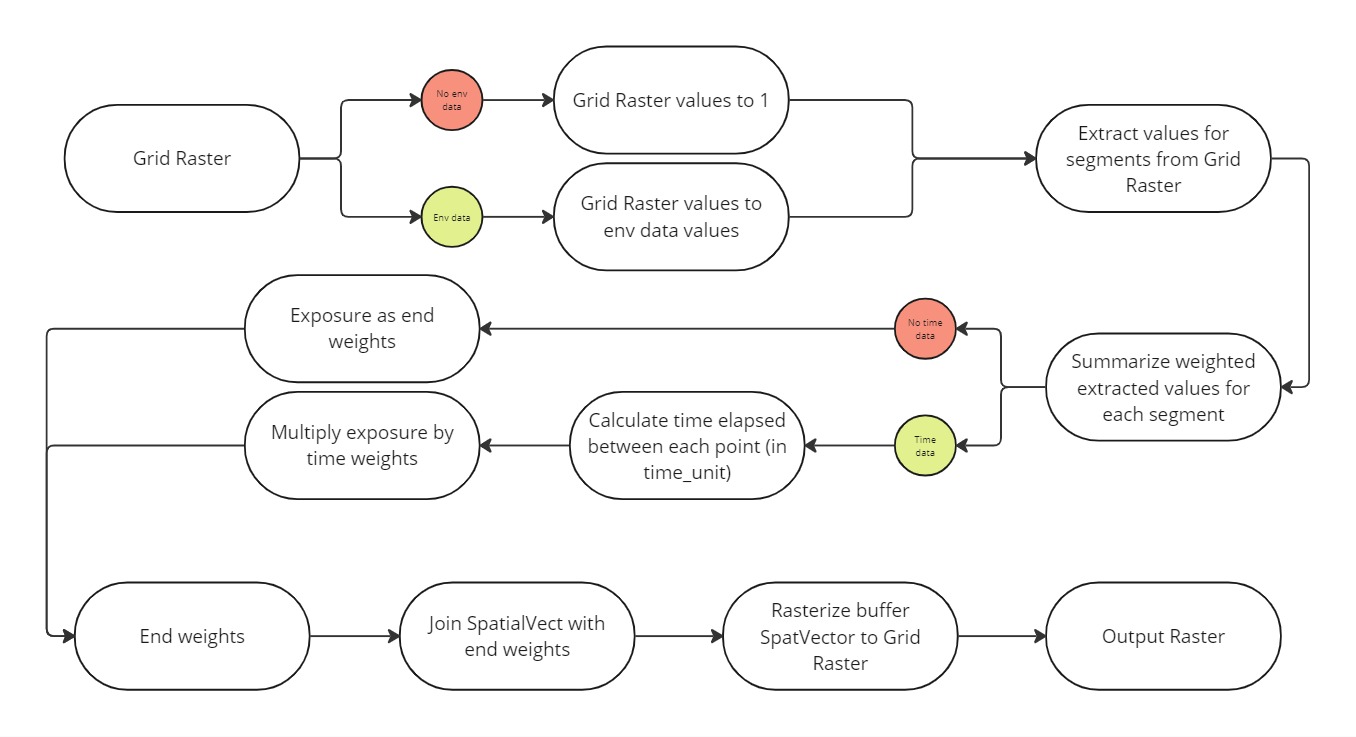 Grid Raster
No env
data
Grid Raster values to 1
Env data
Grid Raster values to
env data values
Extract values for
segments from Grid
Raster
Summarize weighted
extracted values for
each segment
No time
data
Exposure as end
weights
Time
data
Calculate time elapsed
between each point (in
time_unit)
Multiply exposure by
time weights
End weights
Join SpatialVect with
end weights
Rasterize buffer
SpatVector to Grid
Raster
Output Raster